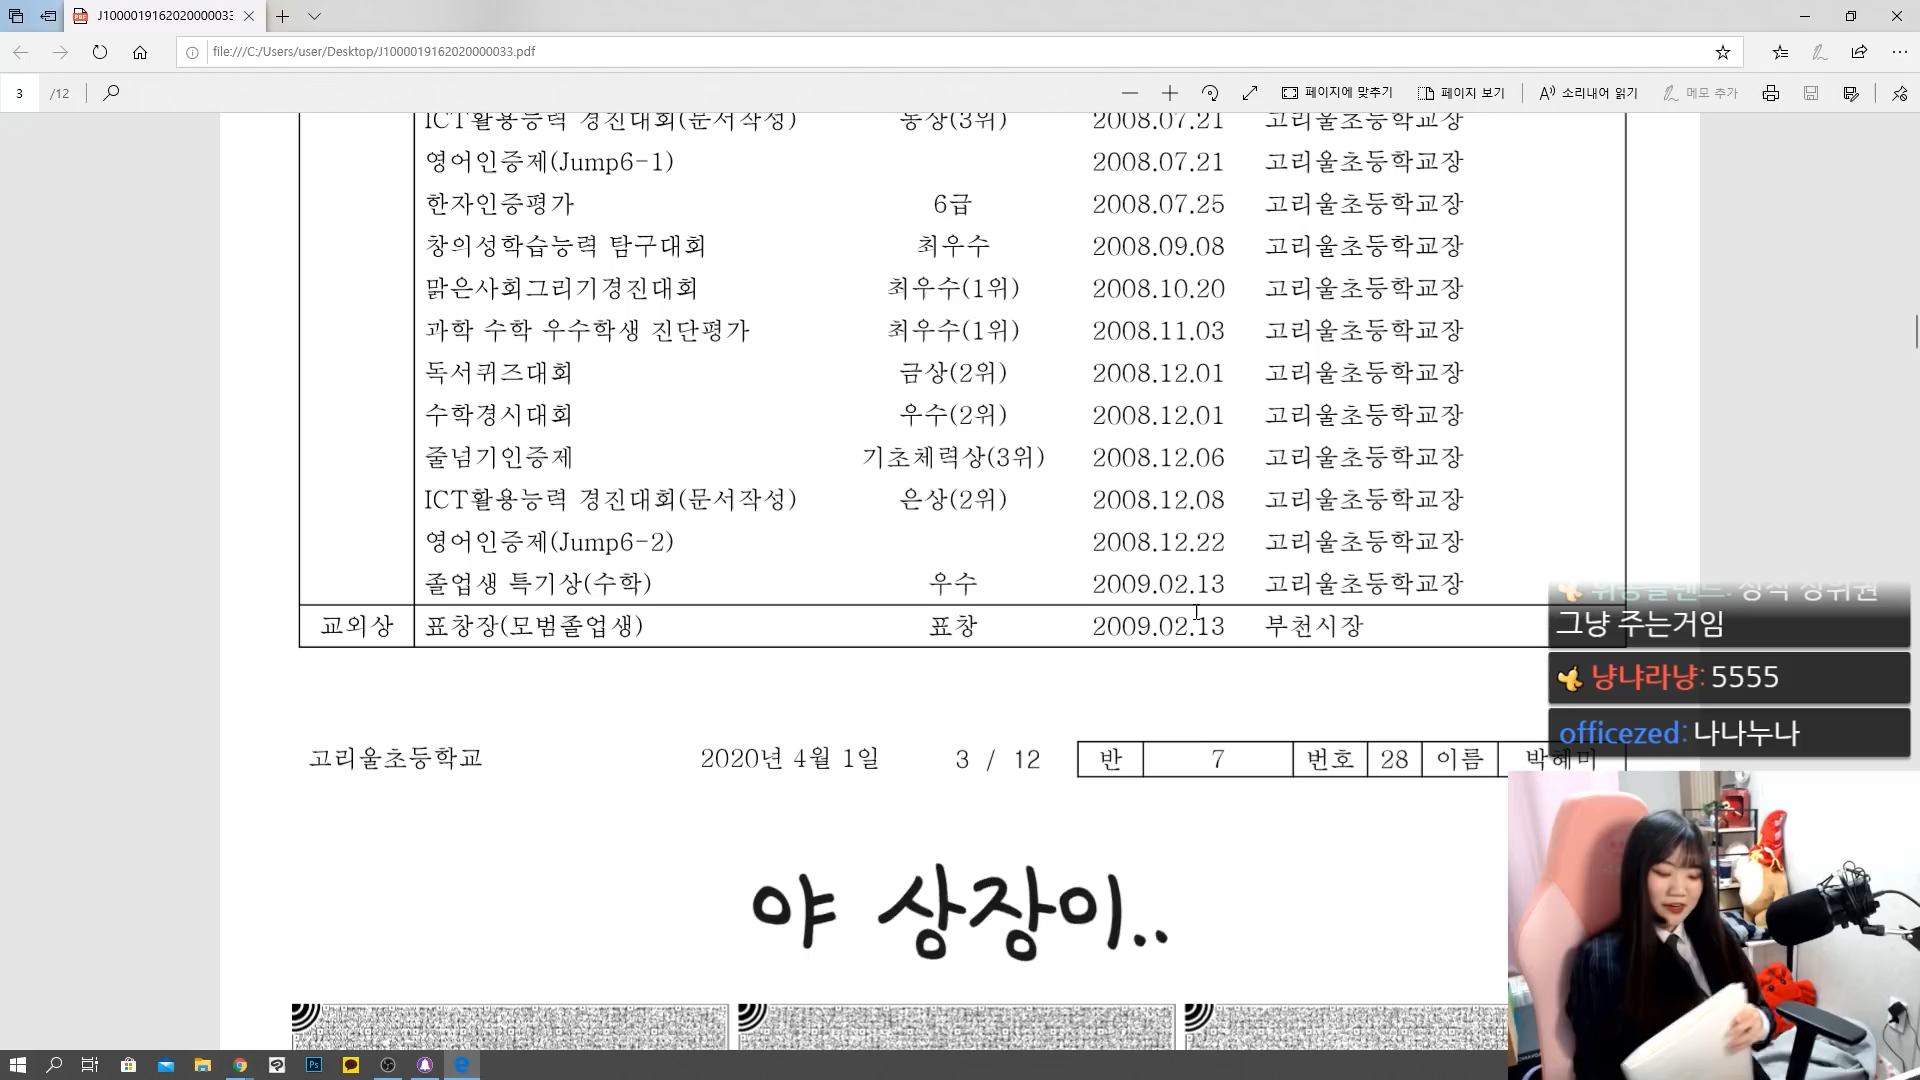 J1000019162020000033
file:///C:/Users/user/Desktop/J1000019162020000033.pdf
3 /12
페이지에 맞추기 페이지 보기 소리내어 읽기 메모 추가
ICT활용능력 경진대회(문서작성) 동상(3위) 2008.07.21 고리울초등학교장
영어인증제(Jump6-1) 2008.07.21 고리울초등학교장
한자인증평가 6급 2008.07.25 고리울초등학교장
창의성학습능력 탐구대회 최우수 2008.09.08 고리울초등학교장
맑은사회그리기경진대회 최우수(1위) 2008.10.20 고리울초등학교장
과학 수학 우수학생 진단평가 최우수(1위) 2008.11.03 고리울초등학교장
독서퀴즈대회 금상(2위) 2008.12.01 고리울초등학교장
수학경시대회 우수(2위) 2008.12.01 고리울초등학교장
줄넘기인증제 기초체력상(3위) 2008.12.06 고리울초등학교장
ICT활용능력 경진대회(문서작성) 은상(2위) 2008.12.08 고리울초등학교장
영어인증제(Jump6-2) 2008.12.22 고리울초등학교장
졸업생 특기상(수학) 우수 2009.02.13 고리울초등학교장
교외상 표창장(모범졸업생) 표창 2009.02.13 부천시장
상위권
그냥 주는거임
냥냐라냥: 5555
officezed: 나나누나
고리울초등학교 2020년 4월 1일 3 / 12 반 7 번호 28 이름 박혜미
야 상장이..